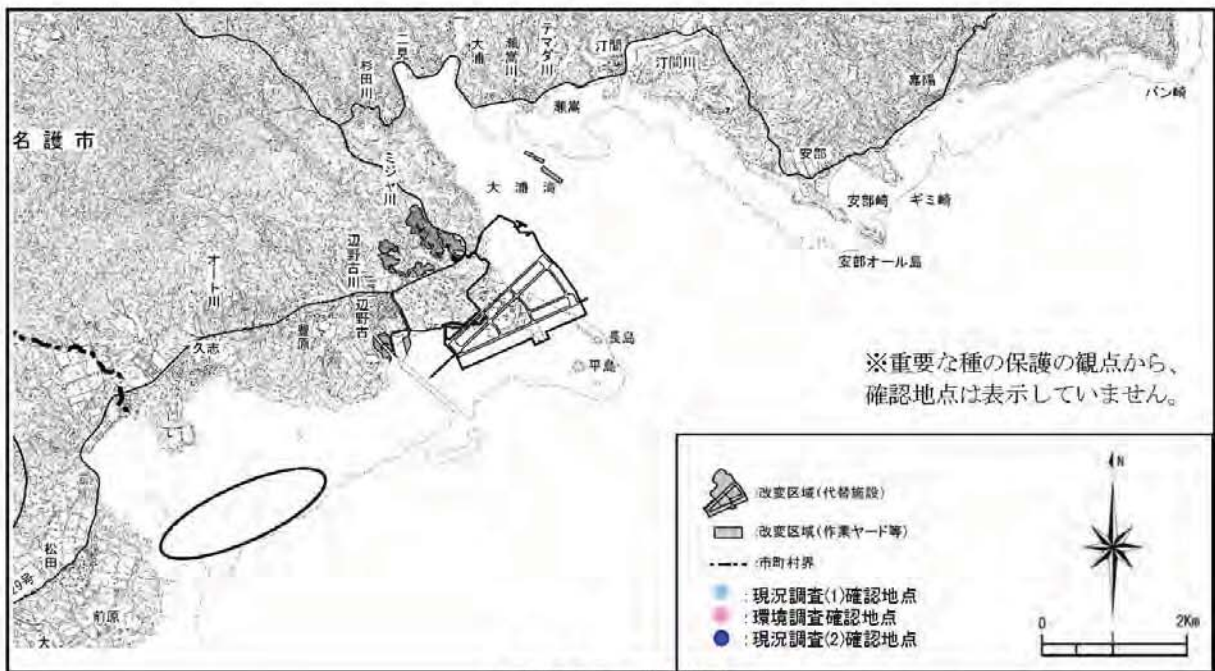 名護市
杉田川
二見
大浦
瀬嵩川
テマダ川
汀間
汀間川
瀬嵩
嘉陽
バン崎
安部
安部崎
ギミ崎
安部オール島
大浦湾
ミジャ川
辺野古川
辺野古
オート川
豊原
久志
長島
平島
松田
29号
前原
大
※重要な種の保護の観点から、
確認地点は表示していません。
:改変区域(代替施設)
:改変区域(作業ヤード等)
:市町村界
:現況調査(1)確認地点
:環境調査確認地点
:現況調査(2)確認地点
N
0 2Km